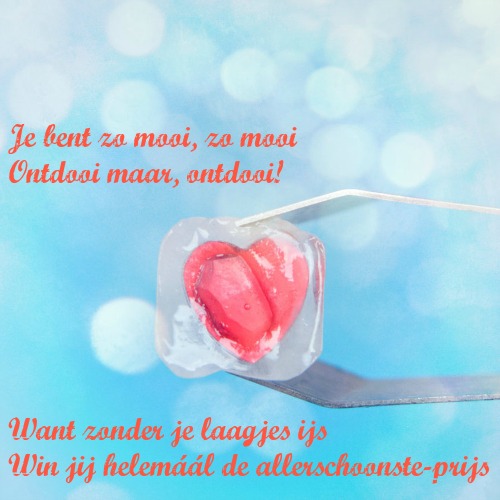 Je bent zo mooi, zo mooi
Ontdooi maar, ontdooi!
Want zonder je laagjes ijs
Win jij helemáál de allerschoonste-prijs